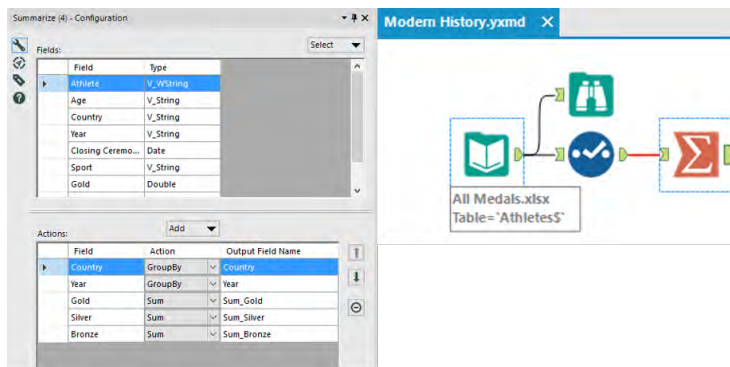 Summarize (4) - Configuration
Select
Fields:
Field Type
Athlete V_WString
Age V_String
Country V_String
Year V_String
Closing Ceremo... Date
Sport V_String
Gold Double
Add
Actions:
Field Action Output Field Name
Country GroupBy Country
Year GroupBy Year
Gold Sum Sum_Gold
Silver Sum Sum_Silver
Bronze Sum Sum_Bronze
Modern History.yxmd
All Medals.xlsx
Table=`Athletes$`